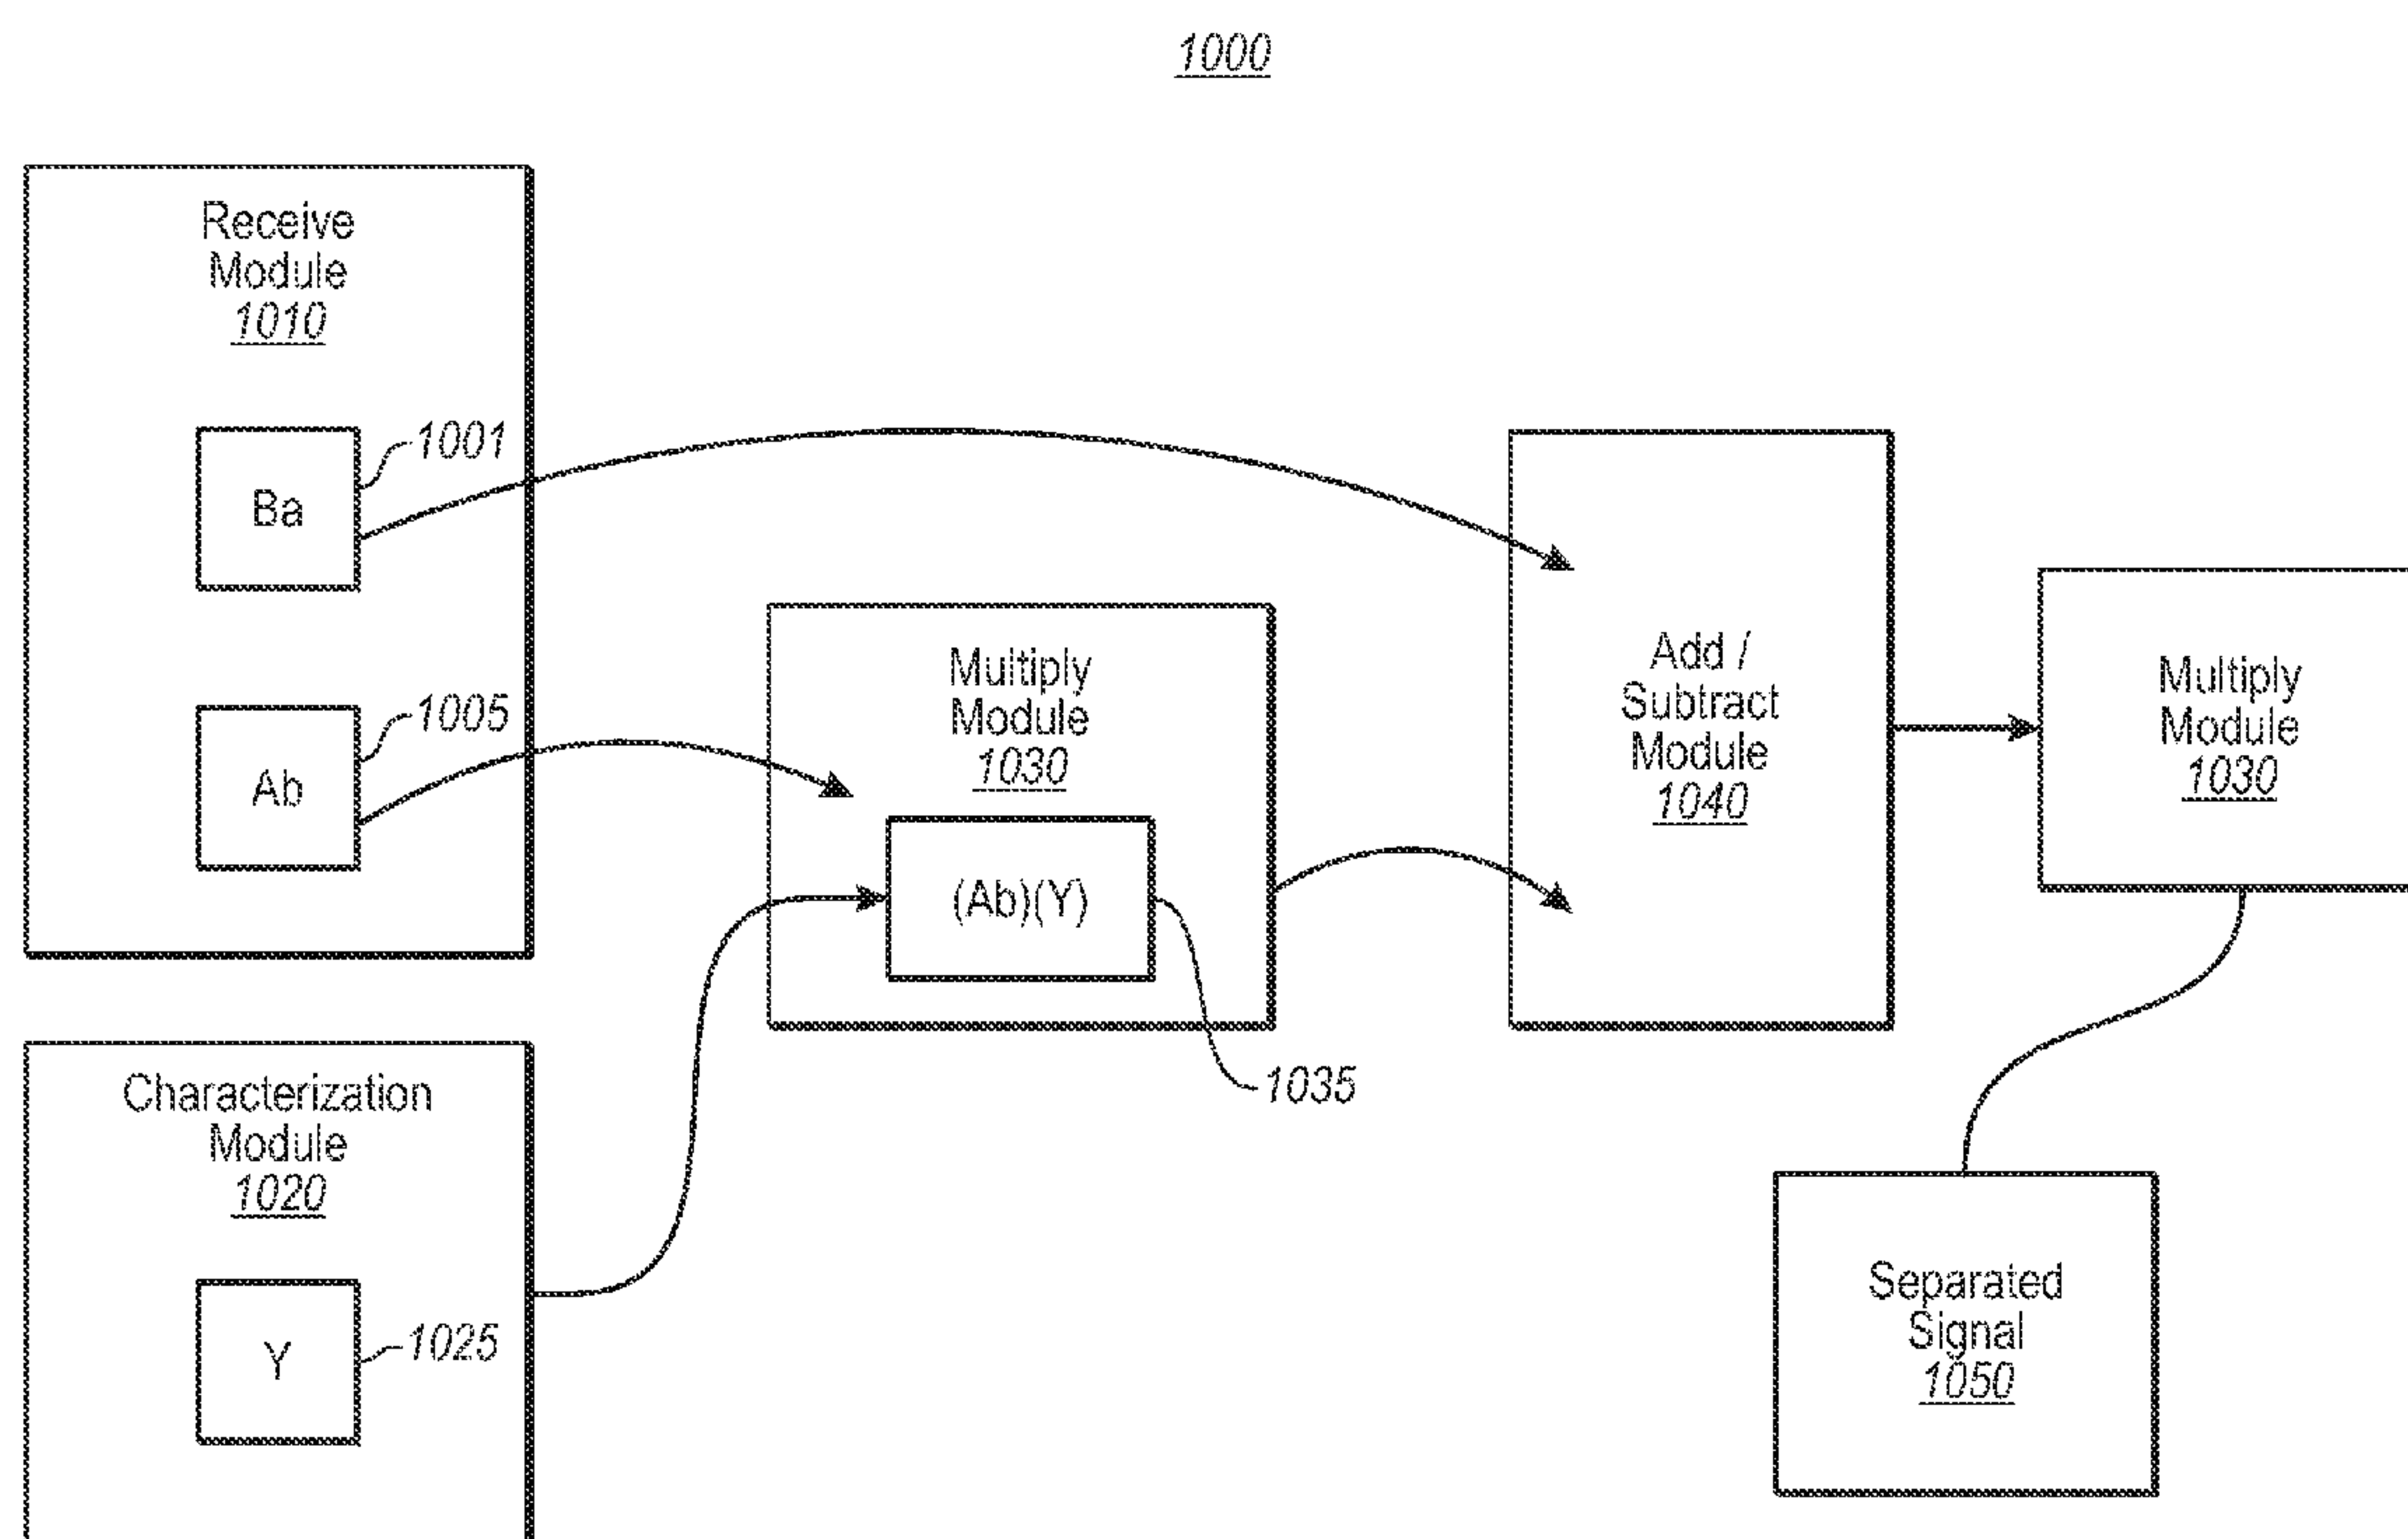 1000
Receive
Module
1010
1001
Ba
1005
Ab
Multiply
Module
1030
(Ab)(Y)
1035
Add /
Subtract
Module
1040
Multiply
Module
1030
Characterization
Module
1020
Y
1025
Separated
Signal
1050